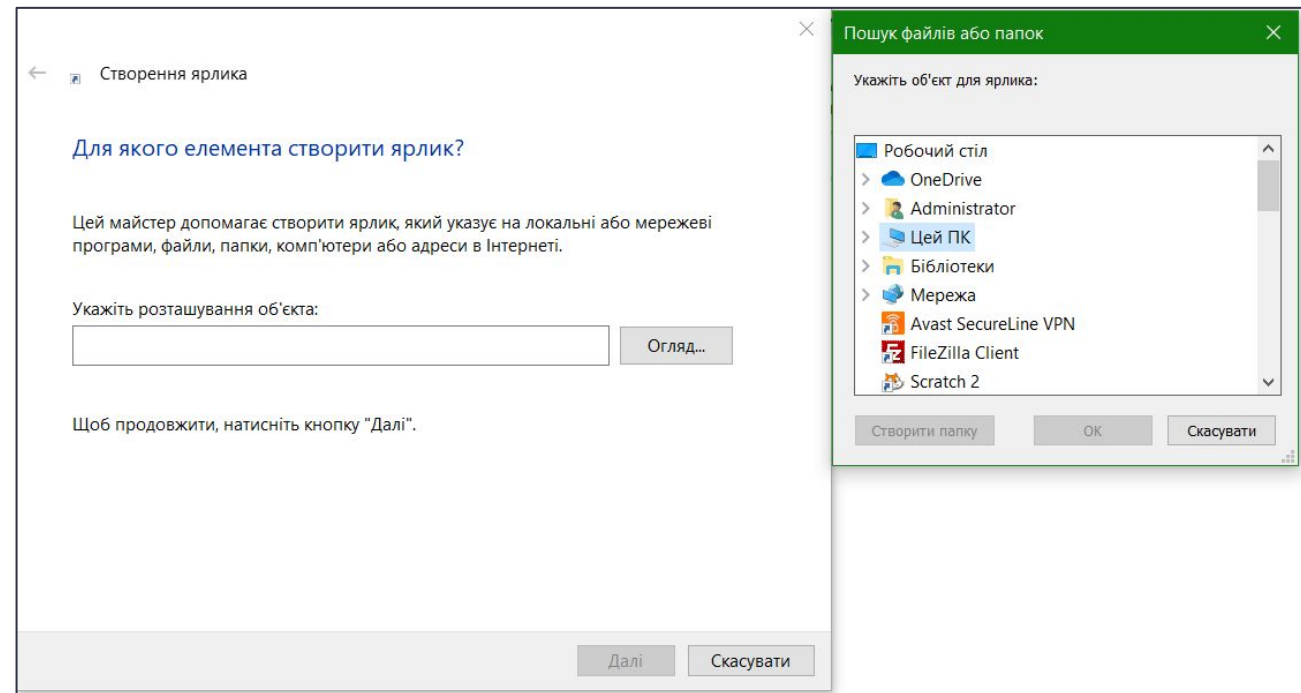 Створення ярлика
Для якого елемента створити ярлик?
Цей майстер допомагає створити ярлик, який указує на локальні або мережеві
програми, файли, папки, комп'ютери або адреси в Інтернеті.
Укажіть розташування об'єкта:
Огляд...
Щоб продовжити, натисніть кнопку "Далі".
Далі
Скасувати
Пошук файлів або папок
Укажіть об'єкт для ярлика:
Робочий стіл
OneDrive
Administrator
Цей ПК
Бібліотеки
Мережа
Avast SecureLine VPN
FileZilla Client
Scratch 2
Створити папку
ОК
Скасувати